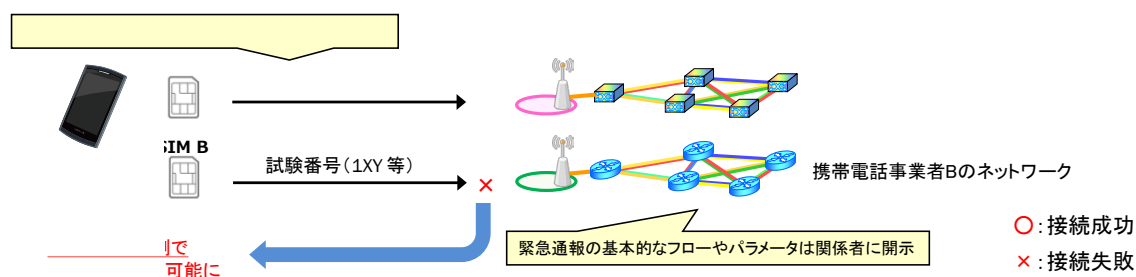 SIM B
試験番号（1XY 等）
×
携帯電話事業者Bのネットワーク
緊急通報の基本的なフローやパラメータは関係者に開示
○：接続成功
で
可能に
×：接続失敗